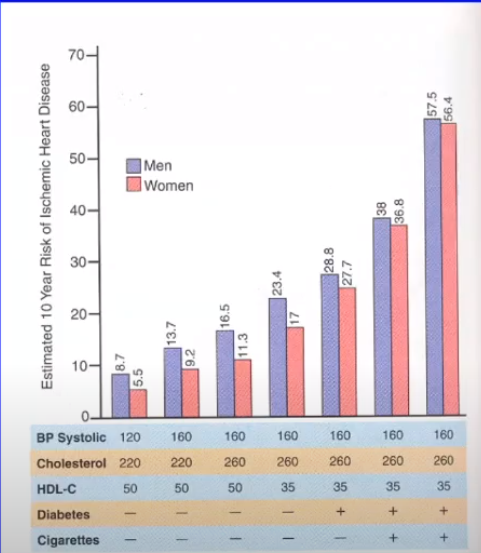 Estimated 10 Year Risk of Ischemic Heart Disease
70
60
50
40
30
20
10
0
Men
Women
8.7
5.5
13.7
9.2
16.5
11.3
23.4
17
28.8
27.7
38
36.8
57.5
56.4
BP Systolic 120 160 160 160 160 160 160
Cholesterol 220 220 260 260 260 260 260
HDL-C 50 50 50 35 35 35 35
Diabetes − − − − + + +
Cigarettes − − − − − + +